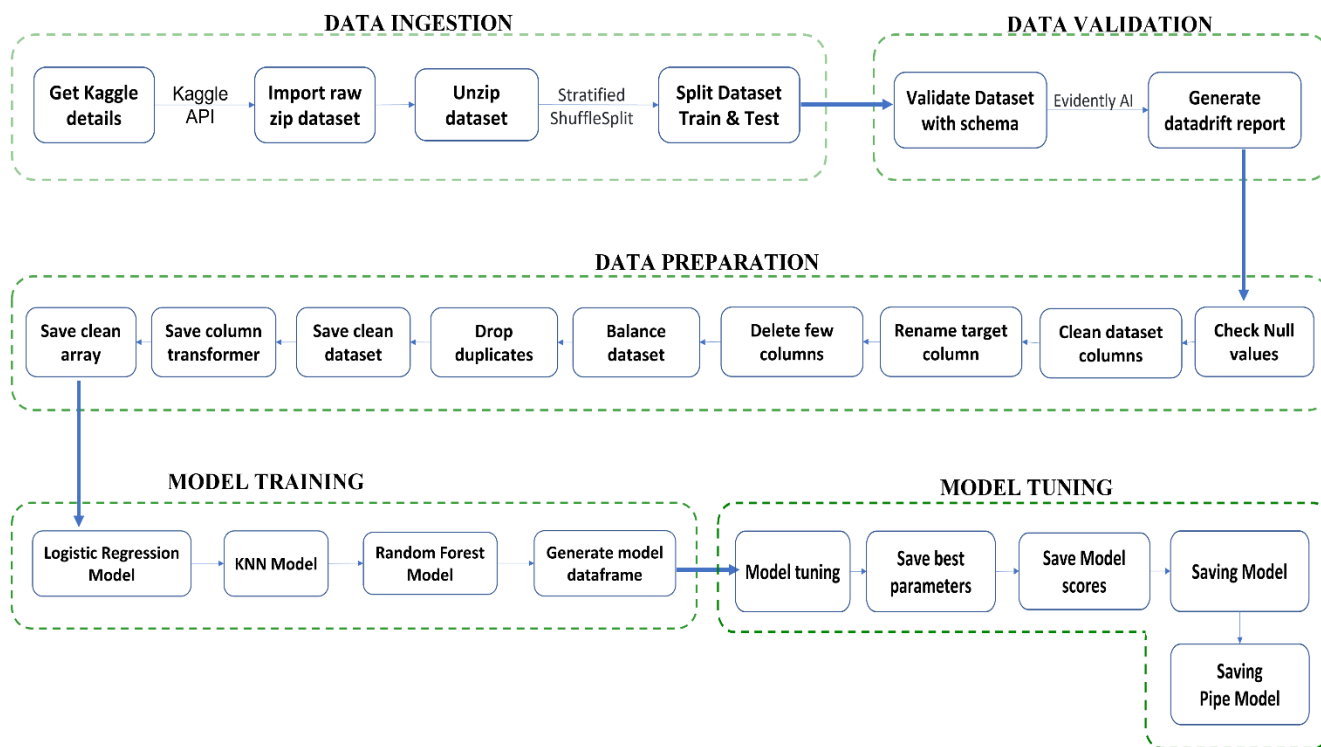 DATA INGESTION
Get Kaggle
details
Kaggle
API
Import raw
zip dataset
Unzip
dataset
Stratified
ShuffleSplit
Split Dataset
Train & Test
DATA VALIDATION
Validate Dataset
with schema
Evidently AI
Generate
datadrift report
DATA PREPARATION
Save clean
array
Save column
transformer
Save clean
dataset
Drop
duplicates
Balance
dataset
Delete few
columns
Rename target
column
Clean dataset
columns
Check Null
values
MODEL TRAINING
Logistic Regression
Model
KNN Model
Random Forest
Model
Generate model
dataframe
MODEL TUNING
Model tuning
Save best
parameters
Save Model
scores
Saving Model
Saving
Pipe Model